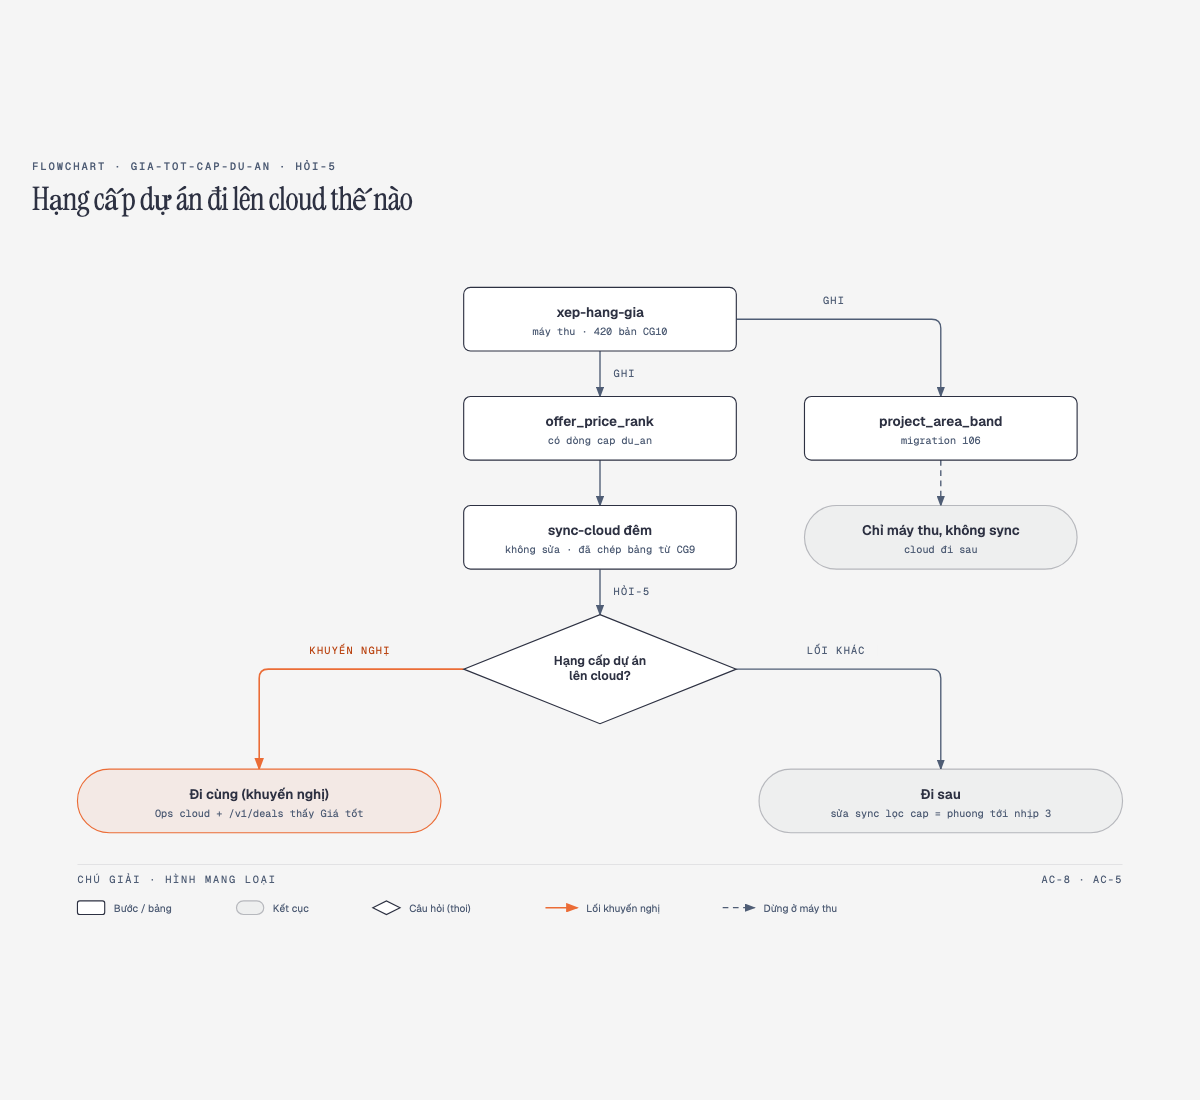 FLOWCHART · GIA-TOT-CAP-DU-AN · HỎI-5
Hạng cấp dự án đi lên cloud thế nào
xep-hang-gia
máy thu · 420 bản CG10
GHI
GHI
offer_price_rank
có dòng cap du_an
project_area_band
migration 106
sync-cloud đêm
không sửa · đã chép bảng từ CG9
Chỉ máy thu, không sync
cloud đi sau
HỎI-5
KHUYẾN NGHỊ
Hạng cấp dự án
lên cloud?
LỐI KHÁC
Đi cùng (khuyến nghị)
Ops cloud + /v1/deals thấy Giá tốt
Đi sau
sửa sync lọc cap = phuong tới nhịp 3
CHÚ GIẢI · HÌNH MANG LOẠI
AC-8 · AC-5
Bước / bảng
Kết cục
Câu hỏi (thoi)
Lối khuyến nghị
Dừng ở máy thu